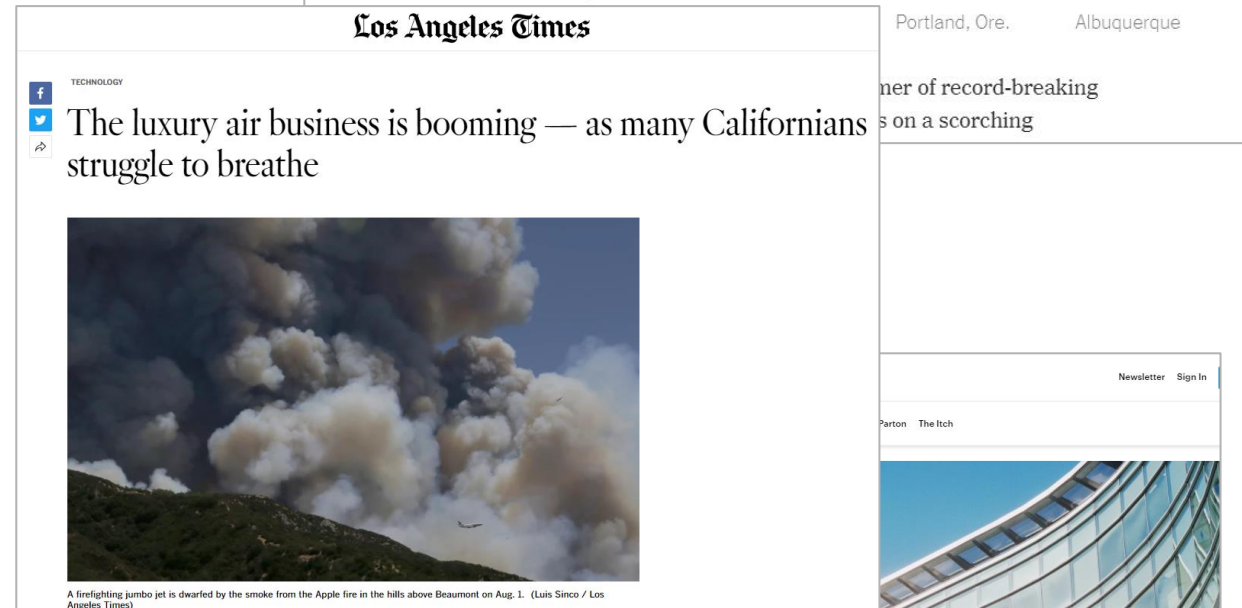 Los Angeles Times
Portland, Ore. Albuquerque
TECHNOLOGY
The luxury air business is booming — as many Californians
struggle to breathe
of record-breaking
s on a scorching
Newsletter Sign In
Parton The Itch
A firefighting jumbo jet is dwarfed by the smoke from the Apple fire in the hills above Beaumont on Aug. 1. (Luis Sinco / Los
Angeles Times)